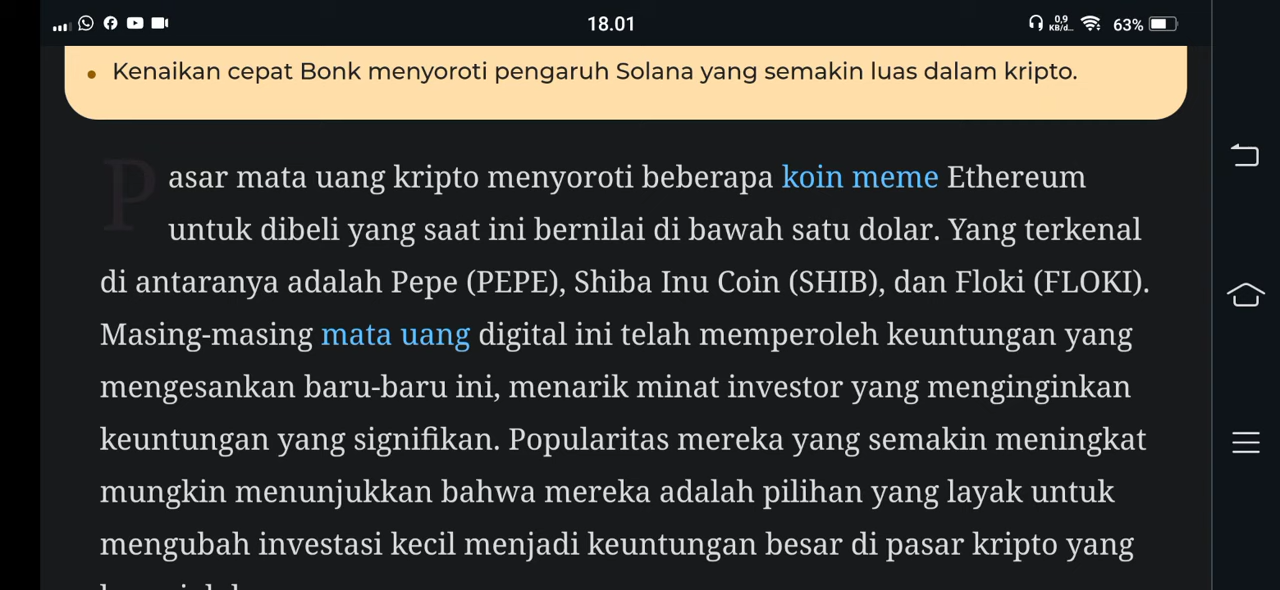 18.01
0,9
KB/d...
63%
Kenaikan cepat Bonk menyoroti pengaruh Solana yang semakin luas dalam kripto.
Pasar mata uang kripto menyoroti beberapa koin meme Ethereum
untuk dibeli yang saat ini bernilai di bawah satu dolar. Yang terkenal
di antaranya adalah Pepe (PEPE), Shiba Inu Coin (SHIB), dan Floki (FLOKI).
Masing-masing mata uang digital ini telah memperoleh keuntungan yang
mengesankan baru-baru ini, menarik minat investor yang menginginkan
keuntungan yang signifikan. Popularitas mereka yang semakin meningkat
mungkin menunjukkan bahwa mereka adalah pilihan yang layak untuk
mengubah investasi kecil menjadi keuntungan besar di pasar kripto yang